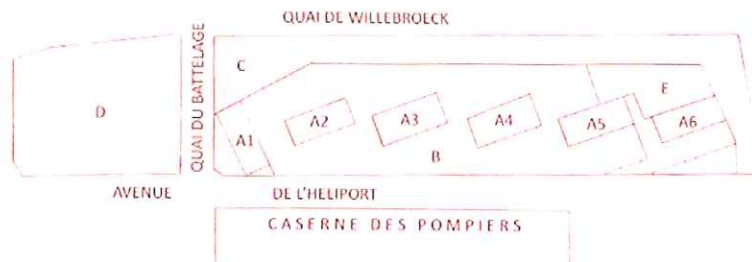 QUAI DE WILLEBROECK
QUAI DU BATTELAGE
C
D
E
A1
A2
A3
A4
A5
A6
B
AVENUE DE L'HELIPORT
CASERNE DES POMPIERS